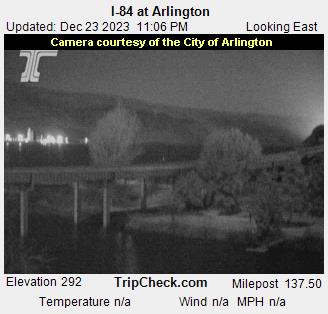 I-84 at Arlington
Updated: Dec 23 2023 11:06 PM Looking East
Camera courtesy of the City of Arlington
Elevation 292 TripCheck.com Milepost 137.50
Temperature n/a Wind n/a MPH n/a